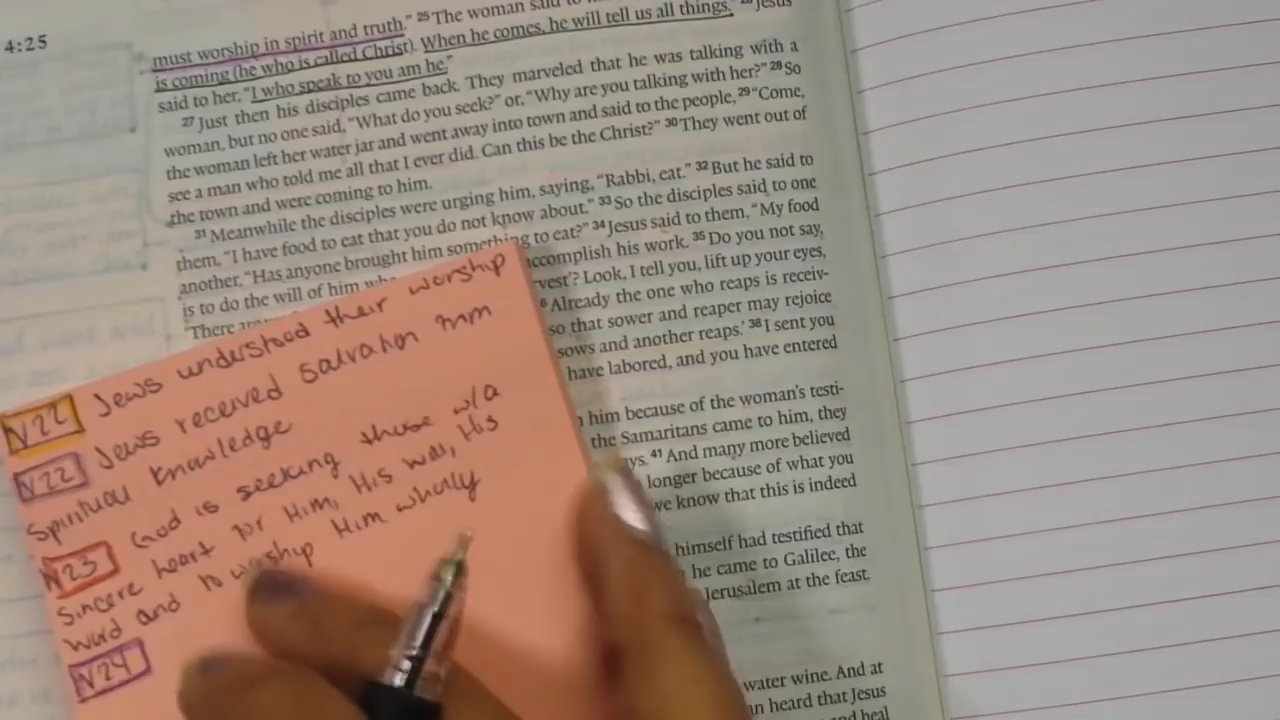 4:25
must worship in spirit and truth." 25 The woman said to
is coming (he who is called Christ). When he comes, he will tell us all things." Jesus
said to her, "I who speak to you am he."
27 Just then his disciples came back. They marveled that he was talking with a
woman, but no one said, "What do you seek?" or, "Why are you talking with her?" 28 So
the woman left her water jar and went away into town and said to the people, 29 "Come,
see a man who told me all that I ever did. Can this be the Christ?" 30 They went out of
the town and were coming to him.
31 Meanwhile the disciples were urging him, saying, "Rabbi, eat." 32 But he said to
them, "I have food to eat that you do not know about." 33 So the disciples said to one
another, "Has anyone brought him something to eat?" 34 Jesus said to them, "My food
is to do the will of him accomplish his work. 35 Do you not say,
'There are vest'? Look, I tell you, lift up your eyes,
6 Already the one who reaps is receiv-
so that sower and reaper may rejoice
sows and another reaps.' 38 I sent you
have labored, and you have entered
him because of the woman's testi-
the Samaritans came to him, they
ys. 41 And many more believed
longer because of what you
we know that this is indeed
himself had testified that
he came to Galilee, the
Jerusalem at the feast.
water wine. And at
an heard that Jesus
and heal
V22 Jews understood their worship
V22 Jews received salvation
Spiritual knowledge
V23 God is seeking those w/a
sincere heart for Him, His will, His
word and to worship Him wholly
V24